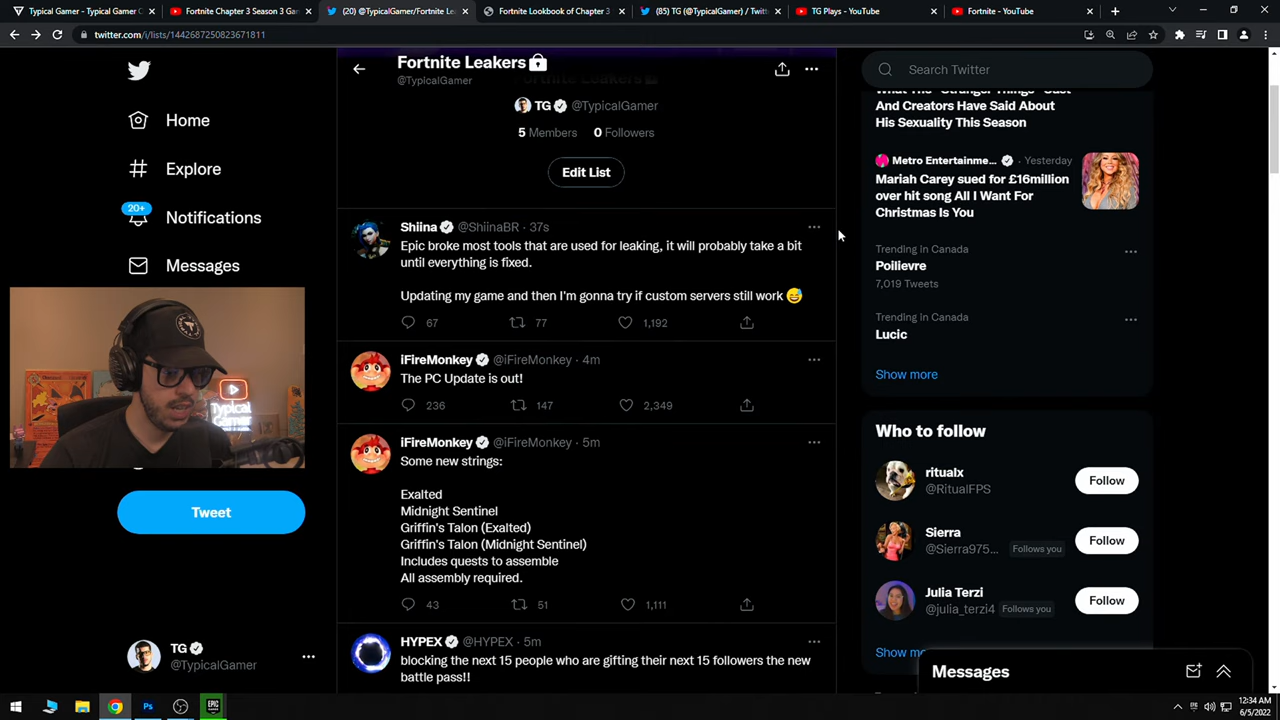 Typical Gamer - Typical Gamer C
Fortnite Chapter 3 Season 3 Gam
(20) @TypicalGamer/Fortnite Le
Fortnite Lookbook of Chapter 3
(85) TG (@TypicalGamer) / Twitt
TG Plays - YouTube
Fortnite - YouTube
twitter.com/i/lists/1442687250823671811
Home
Explore
20+
Notifications
Messages
Typical
Gamer
Tweet
TG
@TypicalGamer
Fortnite Leakers
@TypicalGamer
TG @TypicalGamer
5 Members 0 Followers
Edit List
Shiina @ShiinaBR · 37s
Epic broke most tools that are used for leaking, it will probably take a bit
until everything is fixed.
Updating my game and then I'm gonna try if custom servers still work 😅
67 77 1,192
iFireMonkey @iFireMonkey · 4m
The PC Update is out!
236 147 2,349
iFireMonkey @iFireMonkey · 5m
Some new strings:
Exalted
Midnight Sentinel
Griffin's Talon (Exalted)
Griffin's Talon (Midnight Sentinel)
Includes quests to assemble
All assembly required.
43 51 1,111
HYPEX @HYPEX · 5m
blocking the next 15 people who are gifting their next 15 followers the new
battle pass!!
Search Twitter
What The "Stranger Things" Cast
And Creators Have Said About
His Sexuality This Season
Metro Entertainme... · Yesterday
Mariah Carey sued for £16million
over hit song All I Want For
Christmas Is You
Trending in Canada
Poilievre
7,019 Tweets
Trending in Canada
Lucic
Show more
Who to follow
ritualx
@RitualFPS
Follow
Sierra
@Sierra975... Follows you
Follow
Julia Terzi
@julia_terzi4 Follows you
Follow
Show mo
Messages
Ps
EPIC
GAMES
12:34 AM
6/5/2022